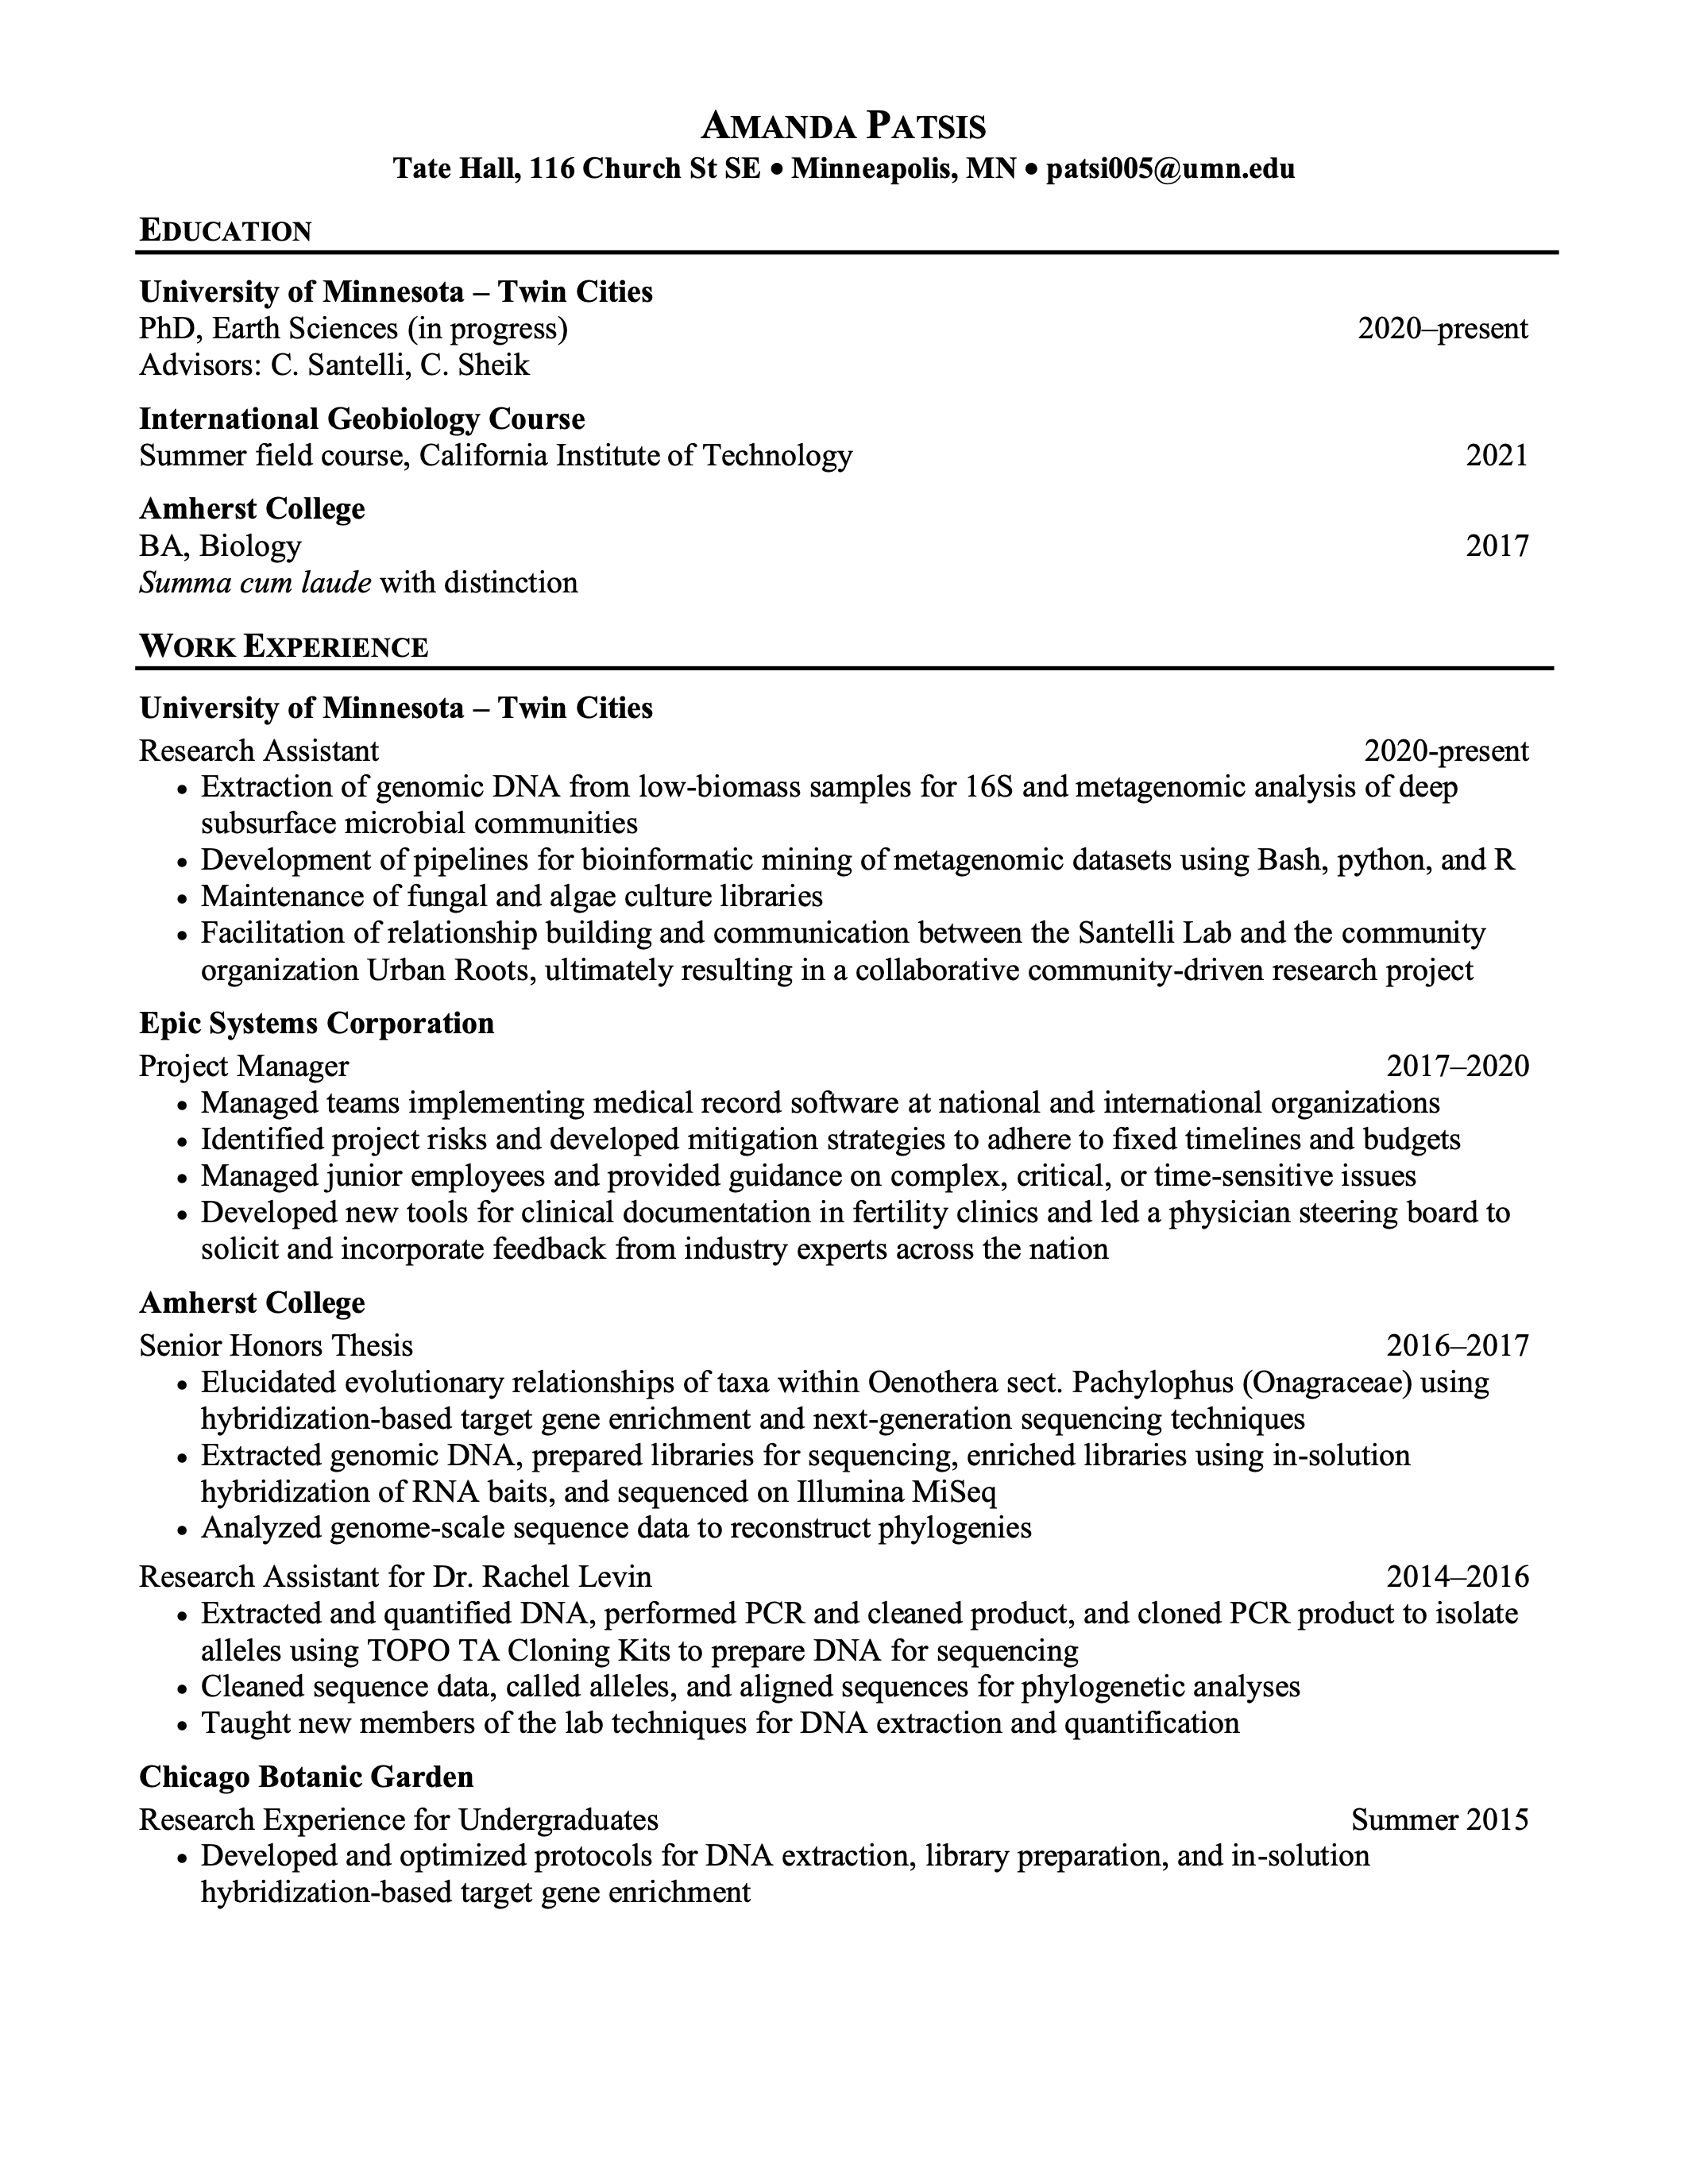 AMANDA PATSIS
Tate Hall, 116 Church St SE • Minneapolis, MN • patsi005@umn.edu
EDUCATION
University of Minnesota – Twin Cities
PhD, Earth Sciences (in progress) 2020–present
Advisors: C. Santelli, C. Sheik
International Geobiology Course
Summer field course, California Institute of Technology 2021
Amherst College
BA, Biology 2017
Summa cum laude with distinction
WORK EXPERIENCE
University of Minnesota – Twin Cities
Research Assistant 2020-present
• Extraction of genomic DNA from low-biomass samples for 16S and metagenomic analysis of deep
subsurface microbial communities
• Development of pipelines for bioinformatic mining of metagenomic datasets using Bash, python, and R
• Maintenance of fungal and algae culture libraries
• Facilitation of relationship building and communication between the Santelli Lab and the community
organization Urban Roots, ultimately resulting in a collaborative community-driven research project
Epic Systems Corporation
Project Manager 2017–2020
• Managed teams implementing medical record software at national and international organizations
• Identified project risks and developed mitigation strategies to adhere to fixed timelines and budgets
• Managed junior employees and provided guidance on complex, critical, or time-sensitive issues
• Developed new tools for clinical documentation in fertility clinics and led a physician steering board to
solicit and incorporate feedback from industry experts across the nation
Amherst College
Senior Honors Thesis 2016–2017
• Elucidated evolutionary relationships of taxa within Oenothera sect. Pachylophus (Onagraceae) using
hybridization-based target gene enrichment and next-generation sequencing techniques
• Extracted genomic DNA, prepared libraries for sequencing, enriched libraries using in-solution
hybridization of RNA baits, and sequenced on Illumina MiSeq
• Analyzed genome-scale sequence data to reconstruct phylogenies
Research Assistant for Dr. Rachel Levin 2014–2016
• Extracted and quantified DNA, performed PCR and cleaned product, and cloned PCR product to isolate
alleles using TOPO TA Cloning Kits to prepare DNA for sequencing
• Cleaned sequence data, called alleles, and aligned sequences for phylogenetic analyses
• Taught new members of the lab techniques for DNA extraction and quantification
Chicago Botanic Garden
Research Experience for Undergraduates Summer 2015
• Developed and optimized protocols for DNA extraction, library preparation, and in-solution
hybridization-based target gene enrichment